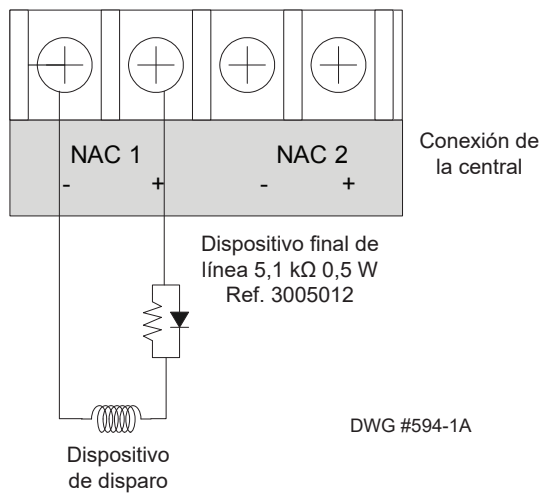 NAC 1
NAC 2
- +
- +
Conexión de
la central
Dispositivo final de
línea 5,1 kΩ 0,5 W
Ref. 3005012
DWG #594-1A
Dispositivo
de disparo